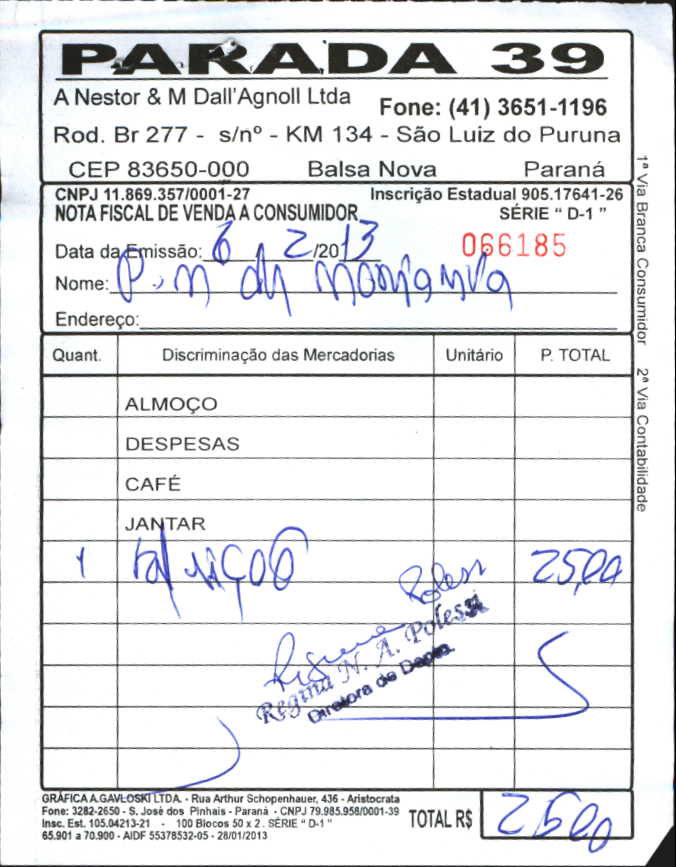 PARADA 39
A Nestor & M Dall'Agnoll Ltda Fone: (41) 3651-1196
Rod. Br 277 - s/nº - KM 134 - São Luiz do Puruna
CEP 83650-000 Balsa Nova Paraná
CNPJ 11.869.357/0001-27 Inscrição Estadual 905.17641-26
NOTA FISCAL DE VENDA A CONSUMIDOR SÉRIE “ D-1 ”
Data da Emissão: 6 / 2 /2013 066185
Nome: P. M
Endereço:
Quant. Discriminação das Mercadorias Unitário P. TOTAL
ALMOÇO
DESPESAS
CAFÉ
JANTAR
1 25,00
Regina Polessi
Regina N. A. Polessi
Diretora de Depto.
TOTAL R$ 25,00
GRÁFICA A.GAVLOSKI LTDA. - Rua Arthur Schopenhauer, 436 - Aristocrata
Fone: 3282-2650 - S. José dos Pinhais - Paraná - CNPJ 79.985.958/0001-39
Insc. Est. 105.04213-21 - 100 Blocos 50 x 2 . SÉRIE “ D-1 ”
65.901 a 70.900 - AIDF 55378532-05 - 28/01/2013
1ª Via Branca Consumidor 2ª Via Contabilidade